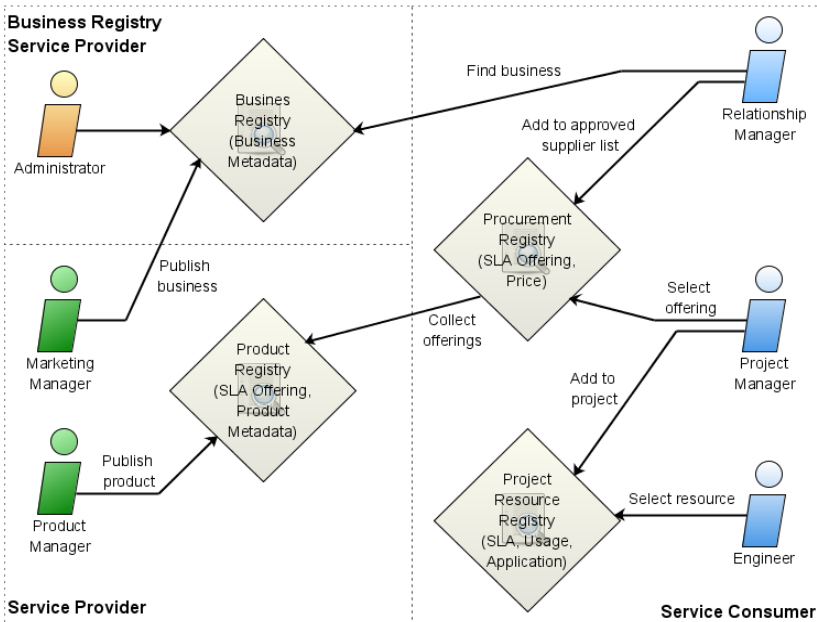 Business Registry
Service Provider
Administrator
Busines
Registry
(Business
Metadata)
Find business
Relationship
Manager
Add to approved
supplier list
Procurement
Registry
(SLA Offering,
Price)
Publish
business
Marketing
Manager
Product
Registry
(SLA Offering,
Product
Metadata)
Collect
offerings
Select
offering
Project
Manager
Add to
project
Publish
product
Product
Manager
Project
Resource
Registry
(SLA, Usage,
Application)
Select resource
Engineer
Service Provider
Service Consumer